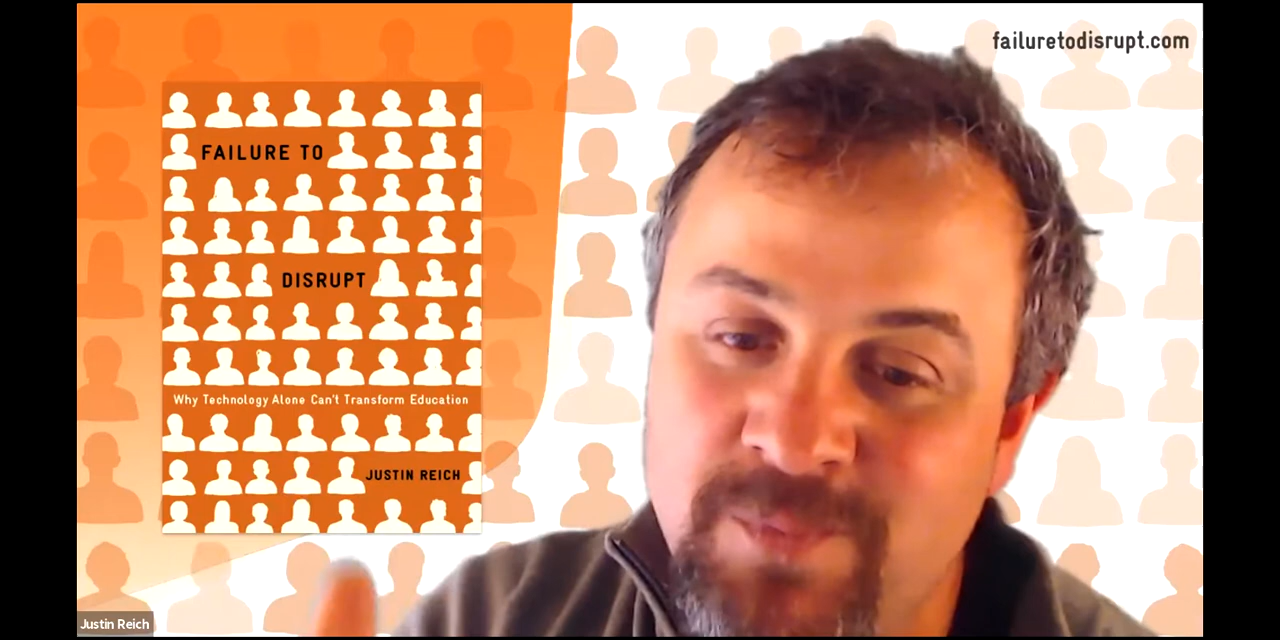 failuretodisrupt.com
FAILURE TO
DISRUPT
Why Technology Alone Can't Transform Education
JUSTIN REICH
Justin Reich